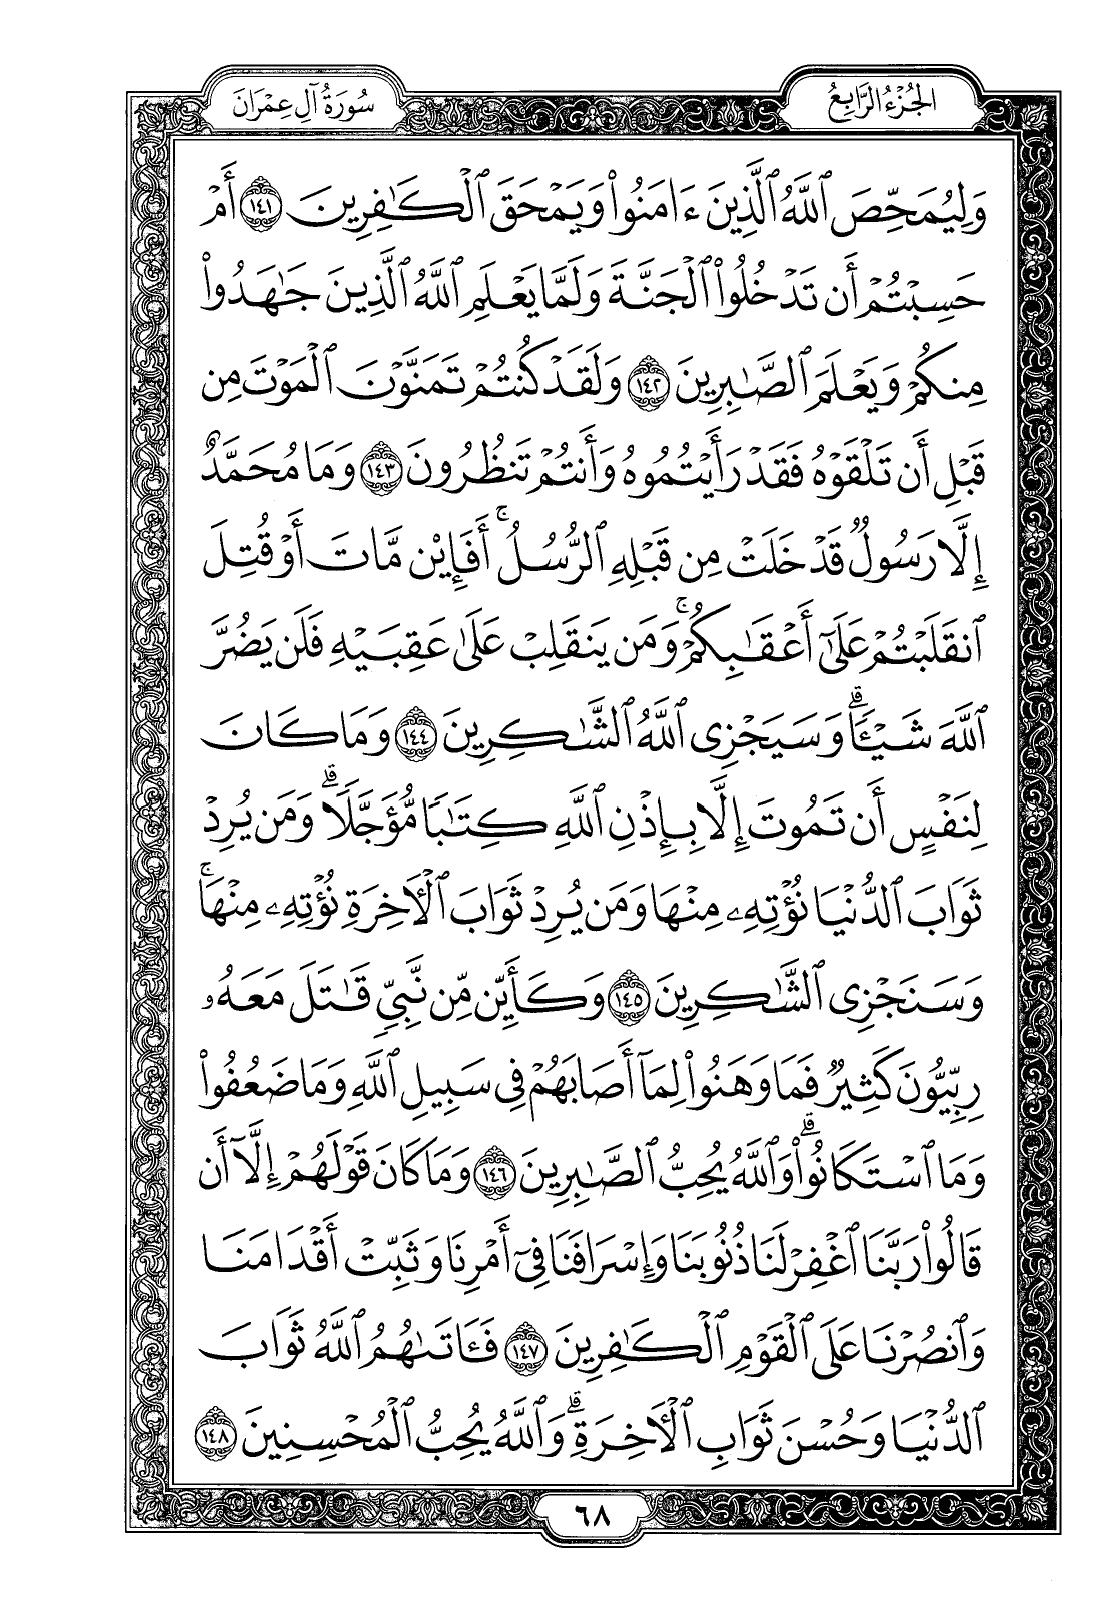 الجُزْءُ الرَّابِعُ
سُورَةُ آلِ عِمْرَانَ
وَلِيُمَحِّصَ ٱللَّهُ ٱلَّذِينَ ءَامَنُوا۟ وَيَمْحَقَ ٱلْكَـٰفِرِينَ ١٤١ أَمْ
حَسِبْتُمْ أَن تَدْخُلُوا۟ ٱلْجَنَّةَ وَلَمَّا يَعْلَمِ ٱللَّهُ ٱلَّذِينَ جَـٰهَدُوا۟
مِنكُمْ وَيَعْلَمَ ٱلصَّـٰبِرِينَ ١٤٢ وَلَقَدْ كُنتُمْ تَمَنَّوْنَ ٱلْمَوْتَ مِن
قَبْلِ أَن تَلْقَوْهُ فَقَدْ رَأَيْتُمُوهُ وَأَنتُمْ تَنظُرُونَ ١٤٣ وَمَا مُحَمَّدٌ
إِلَّا رَسُولٌ قَدْ خَلَتْ مِن قَبْلِهِ ٱلرُّسُلُ ۚ أَفَإِي۟ن مَّاتَ أَوْ قُتِلَ
ٱنقَلَبْتُمْ عَلَىٰٓ أَعْقَـٰبِكُمْ ۚ وَمَن يَنقَلِبْ عَلَىٰ عَقِبَيْهِ فَلَن يَضُرَّ
ٱللَّهَ شَيْـًٔا ۗ وَسَيَجْزِى ٱللَّهُ ٱلشَّـٰكِرِينَ ١٤٤ وَمَا كَانَ
لِنَفْسٍ أَن تَمُوتَ إِلَّا بِإِذْنِ ٱللَّهِ كِتَـٰبًا مُّؤَجَّلًا ۗ وَمَن يُرِدْ
ثَوَابَ ٱلدُّنْيَا نُؤْتِهِۦ مِنْهَا وَمَن يُرِدْ ثَوَابَ ٱلْـَٔاخِرَةِ نُؤْتِهِۦ مِنْهَا ۚ
وَسَنَجْزِى ٱلشَّـٰكِرِينَ ١٤٥ وَكَأَيِّن مِّن نَّبِىٍّ قَـٰتَلَ مَعَهُۥ
رِبِّيُّونَ كَثِيرٌ فَمَا وَهَنُوا۟ لِمَآ أَصَابَهُمْ فِى سَبِيلِ ٱللَّهِ وَمَا ضَعُفُوا۟
وَمَا ٱسْتَكَانُوا۟ ۗ وَٱللَّهُ يُحِبُّ ٱلصَّـٰبِرِينَ ١٤٦ وَمَا كَانَ قَوْلَهُمْ إِلَّآ أَن
قَالُوا۟ رَبَّنَا ٱغْفِرْ لَنَا ذُنُوبَنَا وَإِسْرَافَنَا فِىٓ أَمْرِنَا وَثَبِّتْ أَقْدَامَنَا
وَٱنصُرْنَا عَلَى ٱلْقَوْمِ ٱلْكَـٰفِرِينَ ١٤٧ فَـَٔاتَىٰهُمُ ٱللَّهُ ثَوَابَ
ٱلدُّنْيَا وَحُسْنَ ثَوَابِ ٱلْـَٔاخِرَةِ ۗ وَٱللَّهُ يُحِبُّ ٱلْمُحْسِنِينَ ١٤٨
٦٨